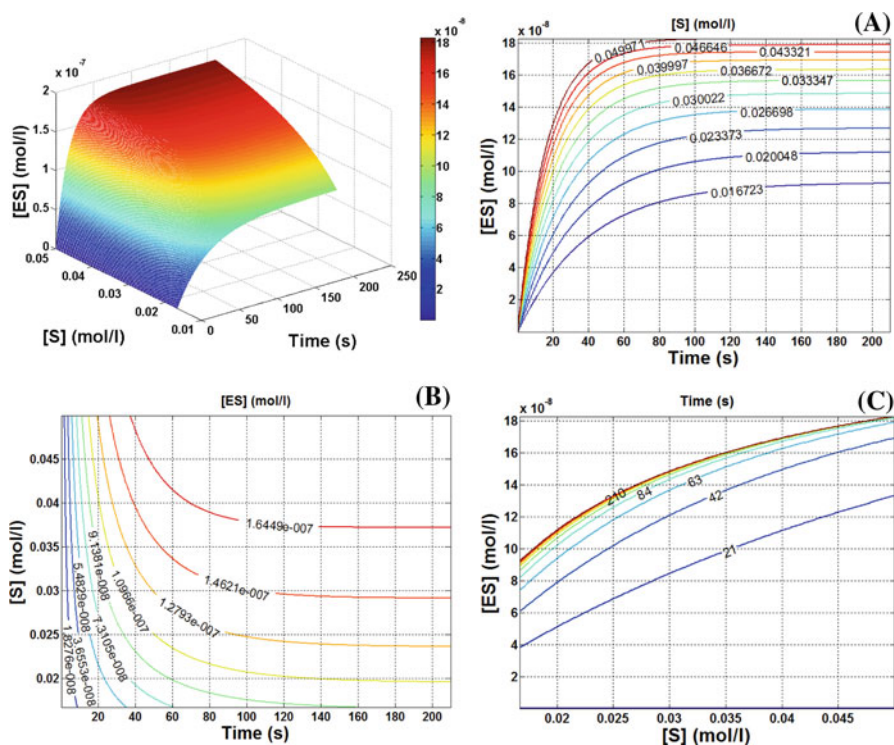 x 10⁻⁷
2
1.5
1
0.5
0
[ES] (mol/l)
0.05
0.04
0.03
0.02
0.01
[S] (mol/l)
0
50
100
150
200
250
Time (s)
x 10⁻⁸
18
16
14
12
10
8
6
4
2
[S] (mol/l)
(A)
x 10⁻⁸
18
16
14
12
10
8
6
4
2
[ES] (mol/l)
0.049971
0.046646
0.043321
0.039997
0.036672
0.033347
0.030022
0.026698
0.023373
0.020048
0.016723
20 40 60 80 100 120 140 160 180 200
Time (s)
[ES] (mol/l)
(B)
0.045
0.04
0.035
0.03
0.025
0.02
[S] (mol/l)
1.6449e-007
1.4621e-007
1.2793e-007
1.0966e-007
9.1381e-008
7.3105e-008
5.4829e-008
3.6553e-008
1.8276e-008
20 40 60 80 100 120 140 160 180 200
Time (s)
Time (s)
(C)
x 10⁻⁸
18
16
14
12
10
8
6
4
2
[ES] (mol/l)
210
84
63
42
21
0.02 0.025 0.03 0.035 0.04 0.045
[S] (mol/l)